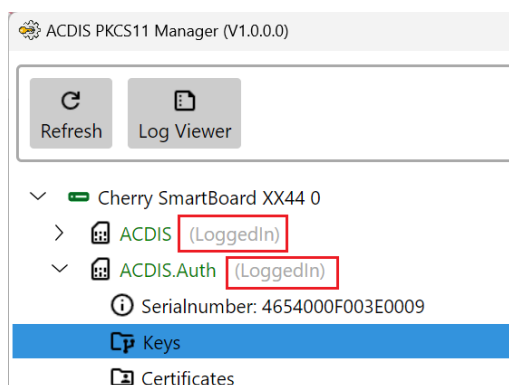 ACDIS PKCS11 Manager (V1.0.0.0)
Refresh
Log Viewer
Cherry SmartBoard XX44 0
ACDIS (LoggedIn)
ACDIS.Auth (LoggedIn)
Serialnumber: 4654000F003E0009
Keys
Certificates